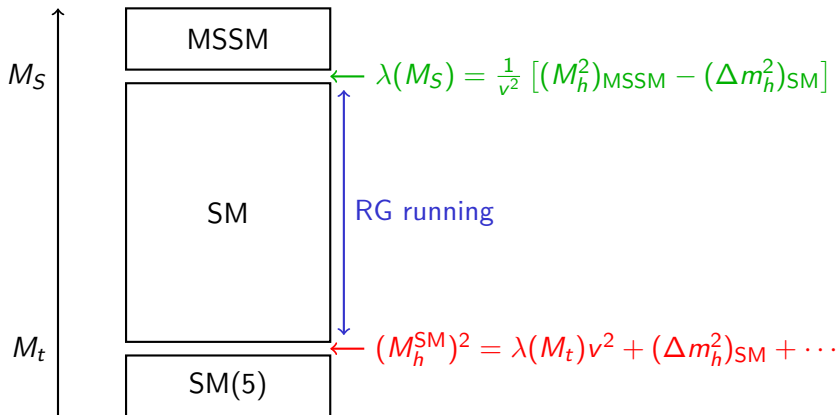 MSSM
M_S
λ(M_S) = 1/v² [(M_h²)_MSSM − (Δm_h²)_SM]
SM
RG running
M_t
(M_h^SM)² = λ(M_t)v² + (Δm_h²)_SM + ⋯
SM(5)